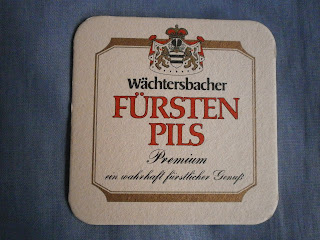 Wächtersbacher
FÜRSTEN
PILS
Premium
ein wahrhaft fürstlicher Genuß